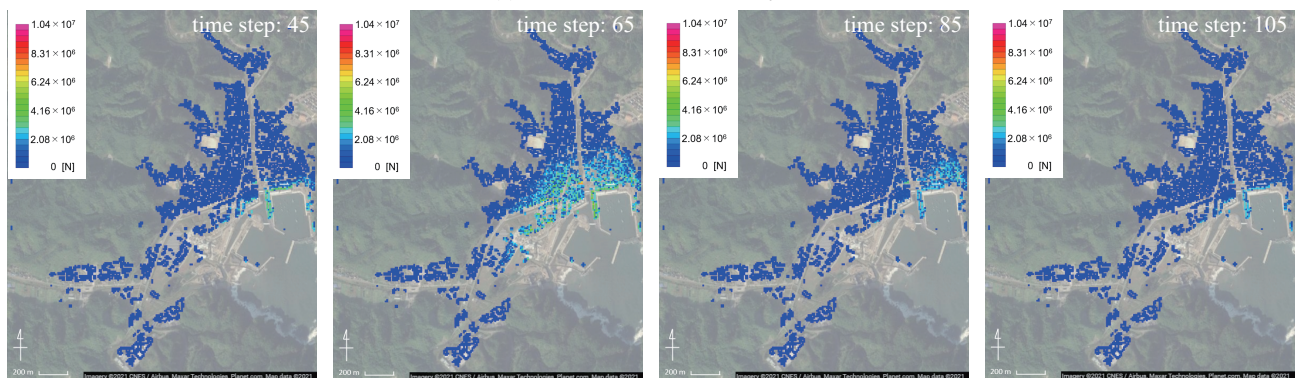 1.04×10⁷
8.31×10⁶
6.24×10⁶
4.16×10⁶
2.08×10⁶
0 [N]
time step: 45
200 m
Imagery ©2021 CNES / Airbus, Maxar Technologies, Planet.com, Map data ©2021
1.04×10⁷
8.31×10⁶
6.24×10⁶
4.16×10⁶
2.08×10⁶
0 [N]
time step: 65
200 m
Imagery ©2021 CNES / Airbus, Maxar Technologies, Planet.com, Map data ©2021
1.04×10⁷
8.31×10⁶
6.24×10⁶
4.16×10⁶
2.08×10⁶
0 [N]
time step: 85
200 m
Imagery ©2021 CNES / Airbus, Maxar Technologies, Planet.com, Map data ©2021
1.04×10⁷
8.31×10⁶
6.24×10⁶
4.16×10⁶
2.08×10⁶
0 [N]
time step: 105
200 m
Imagery ©2021 CNES / Airbus, Maxar Technologies, Planet.com, Map data ©2021